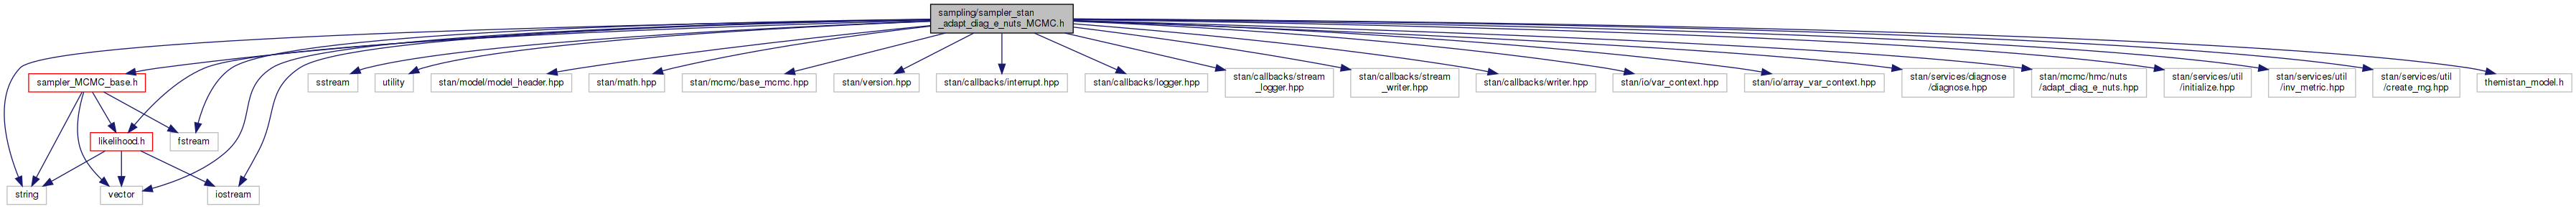 sampling/sampler_stan
_adapt_diag_e_nuts_MCMC.h
sampler_MCMC_base.h
sstream
utility
stan/model/model_header.hpp
stan/math.hpp
stan/mcmc/base_mcmc.hpp
stan/version.hpp
stan/callbacks/interrupt.hpp
stan/callbacks/logger.hpp
stan/callbacks/stream
_logger.hpp
stan/callbacks/stream
_writer.hpp
stan/callbacks/writer.hpp
stan/io/var_context.hpp
stan/io/array_var_context.hpp
stan/services/diagnose
/diagnose.hpp
stan/mcmc/hmc/nuts
/adapt_diag_e_nuts.hpp
stan/services/util
/initialize.hpp
stan/services/util
/inv_metric.hpp
stan/services/util
/create_rng.hpp
themistan_model.h
likelihood.h
fstream
string
vector
iostream